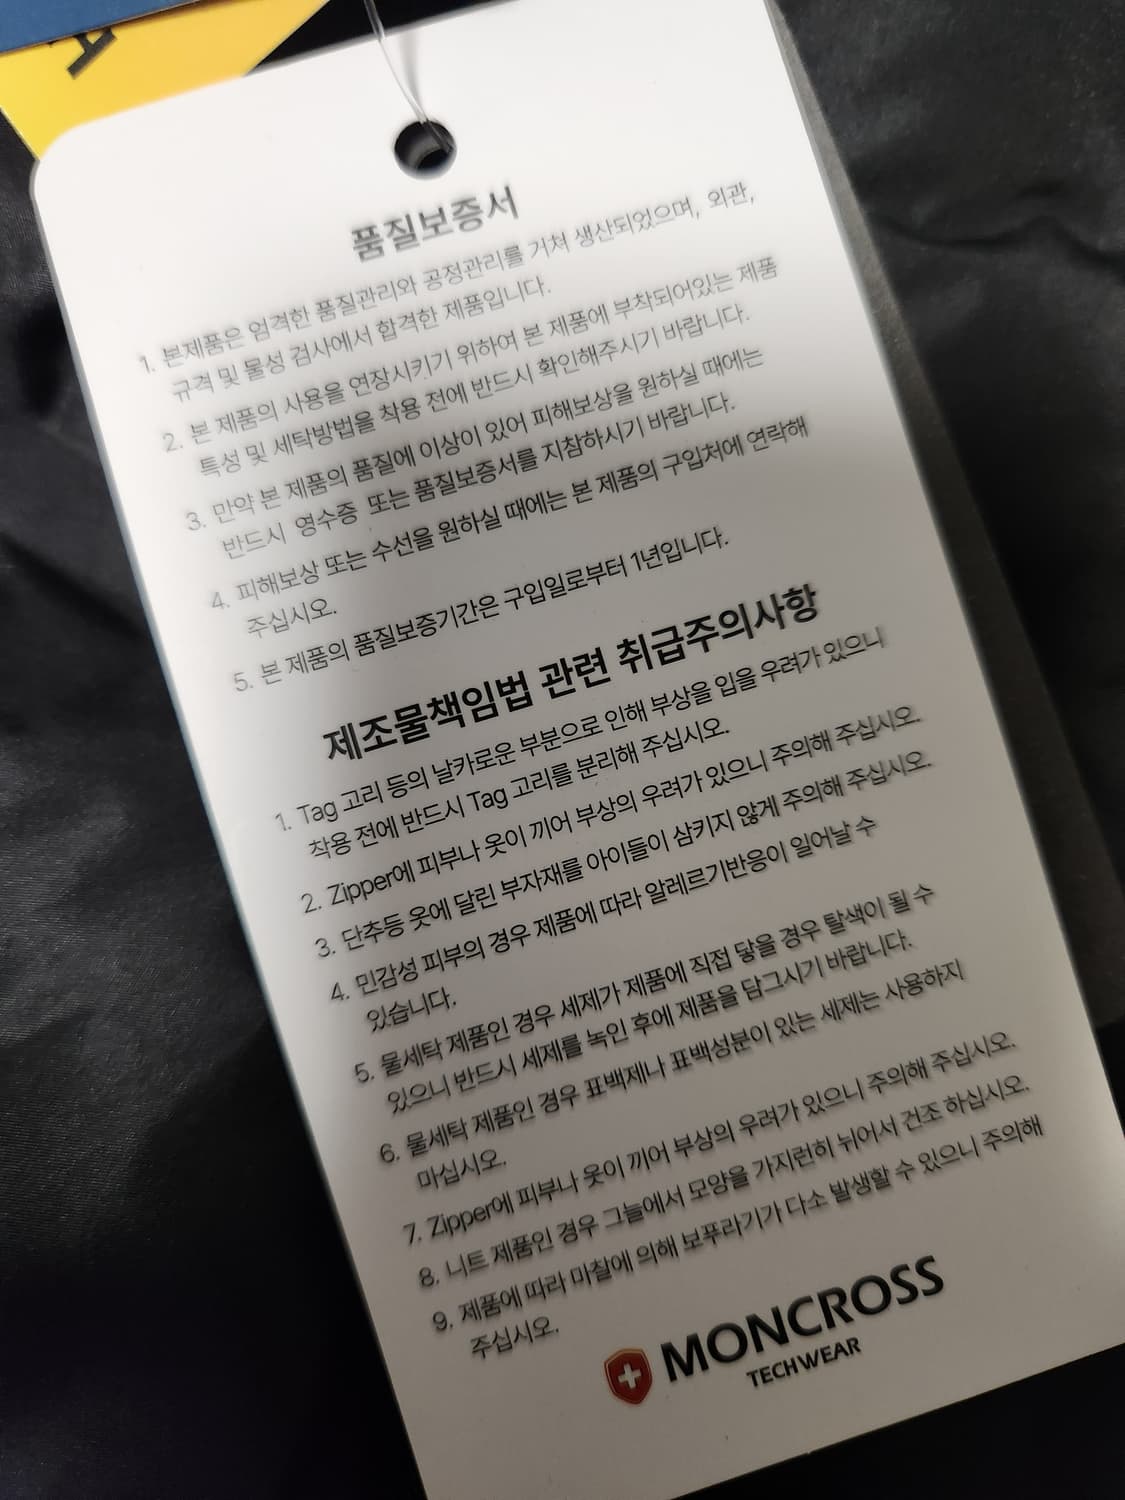 A
품질보증서
1. 본제품은 엄격한 품질관리와 공정관리를 거쳐 생산되었으며, 외관,
규격 및 물성 검사에서 합격한 제품입니다.
2. 본 제품의 사용을 연장시키기 위하여 본 제품에 부착되어있는 제품
특성 및 세탁방법을 착용 전에 반드시 확인해주시기 바랍니다.
3. 만약 본 제품의 품질에 이상이 있어 피해보상을 원하실 때에는
반드시 영수증 또는 품질보증서를 지참하시기 바랍니다.
4. 피해보상 또는 수선을 원하실 때에는 본 제품의 구입처에 연락해
주십시오.
5. 본 제품의 품질보증기간은 구입일로부터 1년입니다.
제조물책임법 관련 취급주의사항
1. Tag 고리 등의 날카로운 부분으로 인해 부상을 입을 우려가 있으니
착용 전에 반드시 Tag 고리를 분리해 주십시오.
2. Zipper에 피부나 옷이 끼어 부상의 우려가 있으니 주의해 주십시오.
3. 단추등 옷에 달린 부자재를 아이들이 삼키지 않게 주의해 주십시오.
4. 민감성 피부의 경우 제품에 따라 알레르기반응이 일어날 수
있습니다.
5. 물세탁 제품인 경우 세제가 제품에 직접 닿을 경우 탈색이 될 수
있으니 반드시 세제를 녹인 후에 제품을 담그시기 바랍니다.
6. 물세탁 제품인 경우 표백제나 표백성분이 있는 세제는 사용하지
마십시오.
7. Zipper에 피부나 옷이 끼어 부상의 우려가 있으니 주의해 주십시오.
8. 니트 제품인 경우 그늘에서 모양을 가지런히 뉘어서 건조 하십시오.
9. 제품에 따라 마찰에 의해 보푸라기가 다소 발생할 수 있으니 주의해
주십시오.
MONCROSS
TECHWEAR